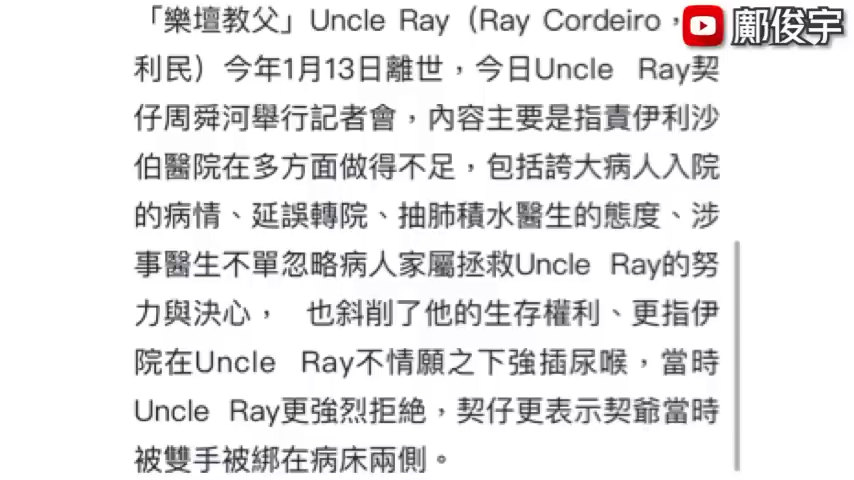 「樂壇教父」Uncle Ray（Ray Cordeiro，
鄺俊宇
利民）今年1月13日離世，今日Uncle Ray契
仔周舜河舉行記者會，內容主要是指責伊利沙
伯醫院在多方面做得不足，包括誇大病人入院
的病情、延誤轉院、抽肺積水醫生的態度、涉
事醫生不單忽略病人家屬拯救Uncle Ray的努
力與決心， 也斜削了他的生存權利、更指伊
院在Uncle Ray不情願之下強插尿喉，當時
Uncle Ray更強烈拒絶，契仔更表示契爺當時
被雙手被綁在病床兩側。